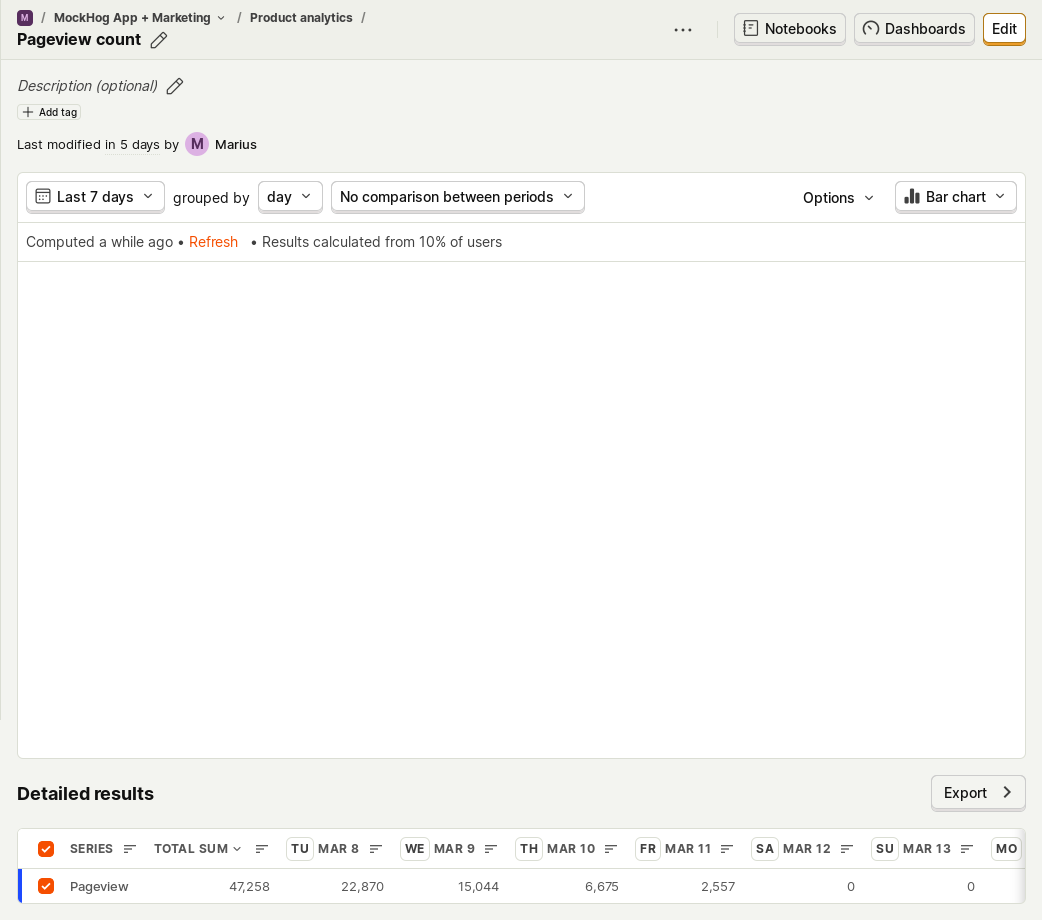 M / MockHog App + Marketing / Product analytics /
Pageview count
Notebooks
Dashboards
Edit
Description (optional)
Add tag
Last modified in 5 days by M Marius
Last 7 days grouped by day No comparison between periods Options Bar chart
Computed a while ago • Refresh • Results calculated from 10% of users
Detailed results
Export
SERIES TOTAL SUM TU MAR 8 WE MAR 9 TH MAR 10 FR MAR 11 SA MAR 12 SU MAR 13 MO
Pageview 47,258 22,870 15,044 6,675 2,557 0 0